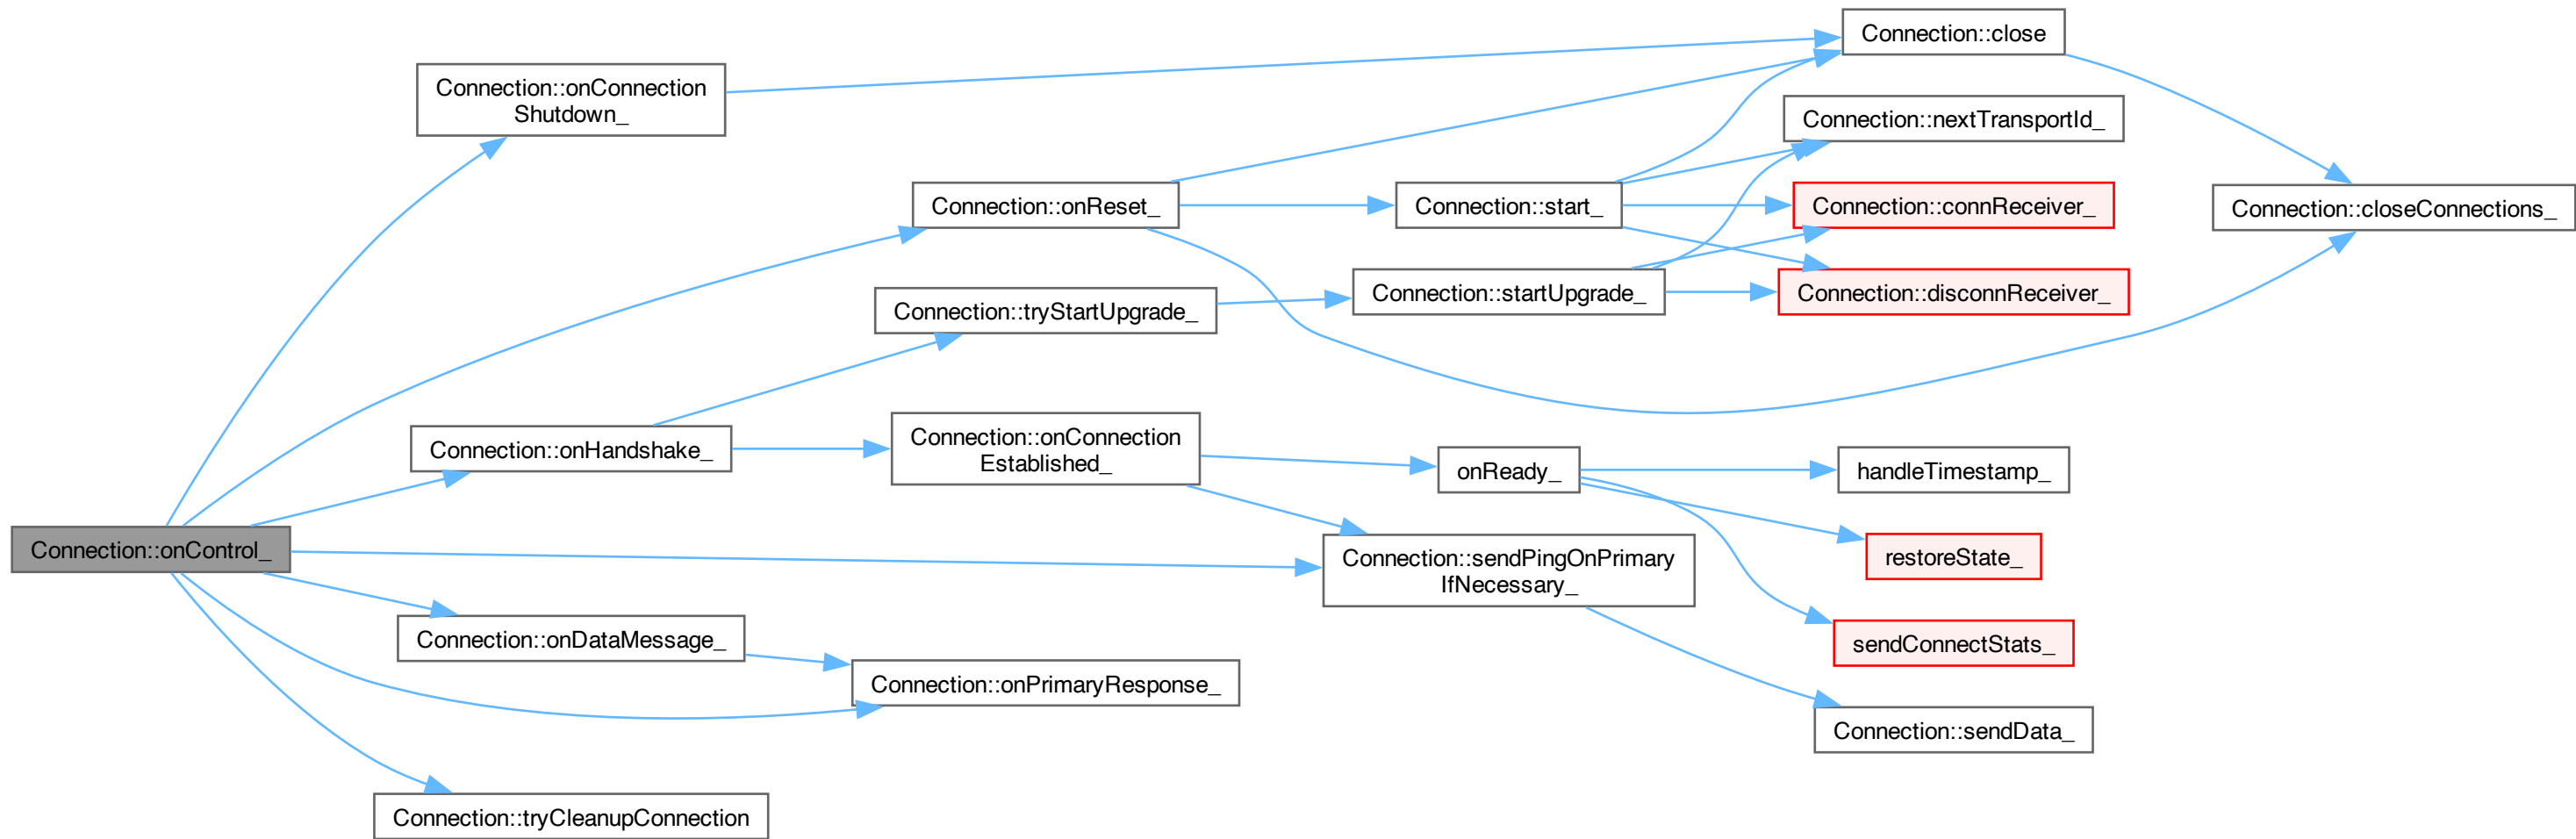 Connection::close
Connection::onConnection
Shutdown_
Connection::nextTransportId_
Connection::onReset_
Connection::start_
Connection::connReceiver_
Connection::closeConnections_
Connection::tryStartUpgrade_
Connection::startUpgrade_
Connection::disconnReceiver_
Connection::onHandshake_
Connection::onConnection
Established_
onReady_
handleTimestamp_
Connection::onControl_
Connection::sendPingOnPrimary
IfNecessary_
restoreState_
Connection::onDataMessage_
sendConnectStats_
Connection::onPrimaryResponse_
Connection::sendData_
Connection::tryCleanupConnection